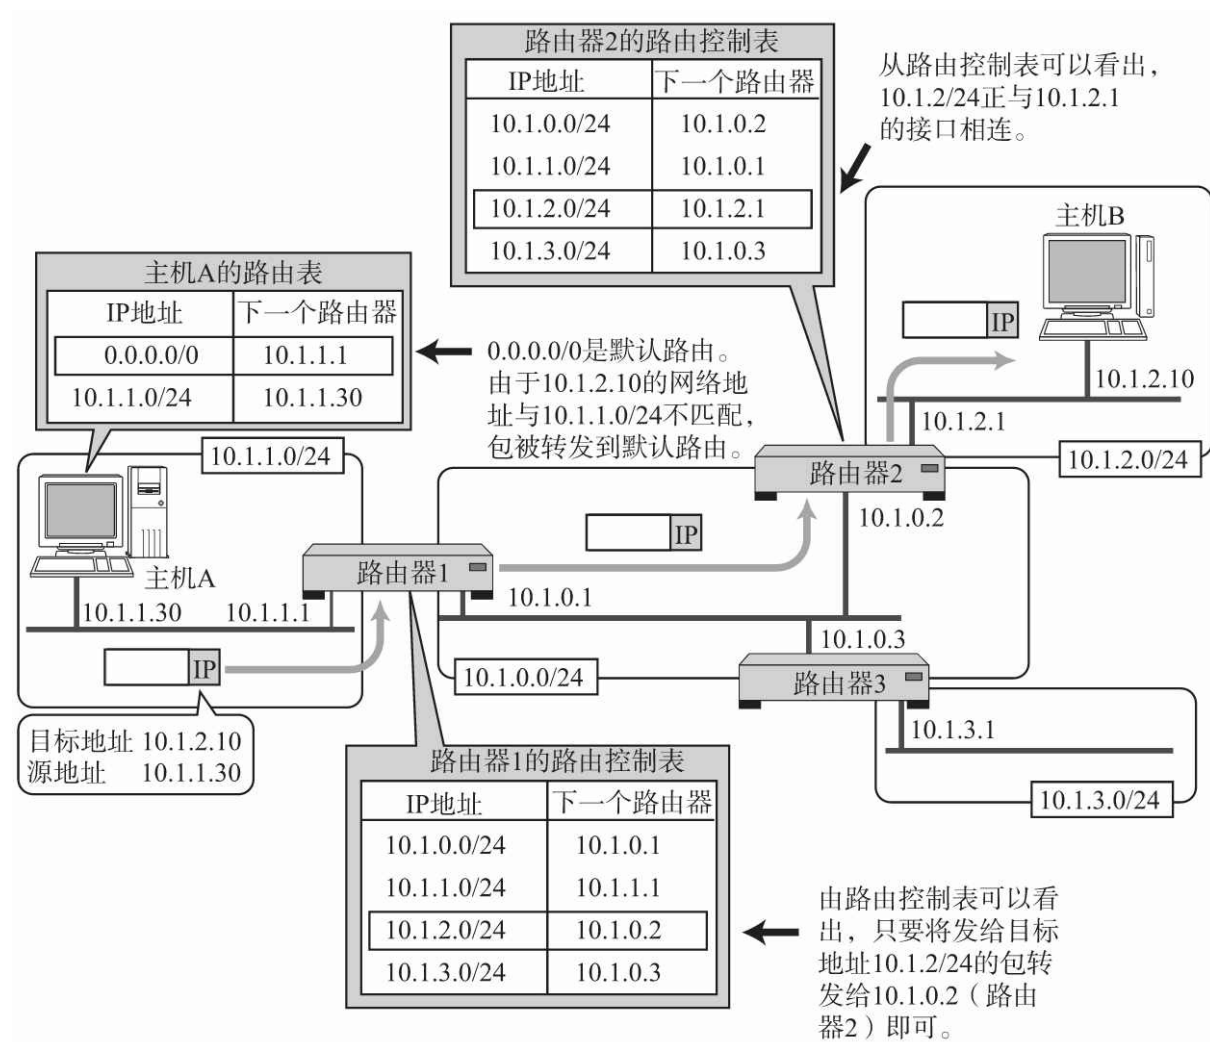 路由器2的路由控制表
IP地址 下一个路由器
10.1.0.0/24 10.1.0.2
10.1.1.0/24 10.1.0.1
10.1.2.0/24 10.1.2.1
10.1.3.0/24 10.1.0.3
从路由控制表可以看出，
10.1.2/24正与10.1.2.1
的接口相连。
主机A的路由表
IP地址 下一个路由器
0.0.0.0/0 10.1.1.1
10.1.1.0/24 10.1.1.30
0.0.0.0/0是默认路由。
由于10.1.2.10的网络地
址与10.1.1.0/24不匹配，
包被转发到默认路由。
主机B
IP
10.1.2.10
10.1.2.1
10.1.2.0/24
路由器2
10.1.0.2
10.1.1.0/24
主机A
10.1.1.30
10.1.1.1
IP
目标地址 10.1.2.10
源地址 10.1.1.30
路由器1
IP
10.1.0.1
10.1.0.3
10.1.0.0/24
路由器3
10.1.3.1
10.1.3.0/24
路由器1的路由控制表
IP地址 下一个路由器
10.1.0.0/24 10.1.0.1
10.1.1.0/24 10.1.1.1
10.1.2.0/24 10.1.0.2
10.1.3.0/24 10.1.0.3
由路由控制表可以看
出，只要将发给目标
地址10.1.2/24的包转
发给10.1.0.2（路由
器2）即可。